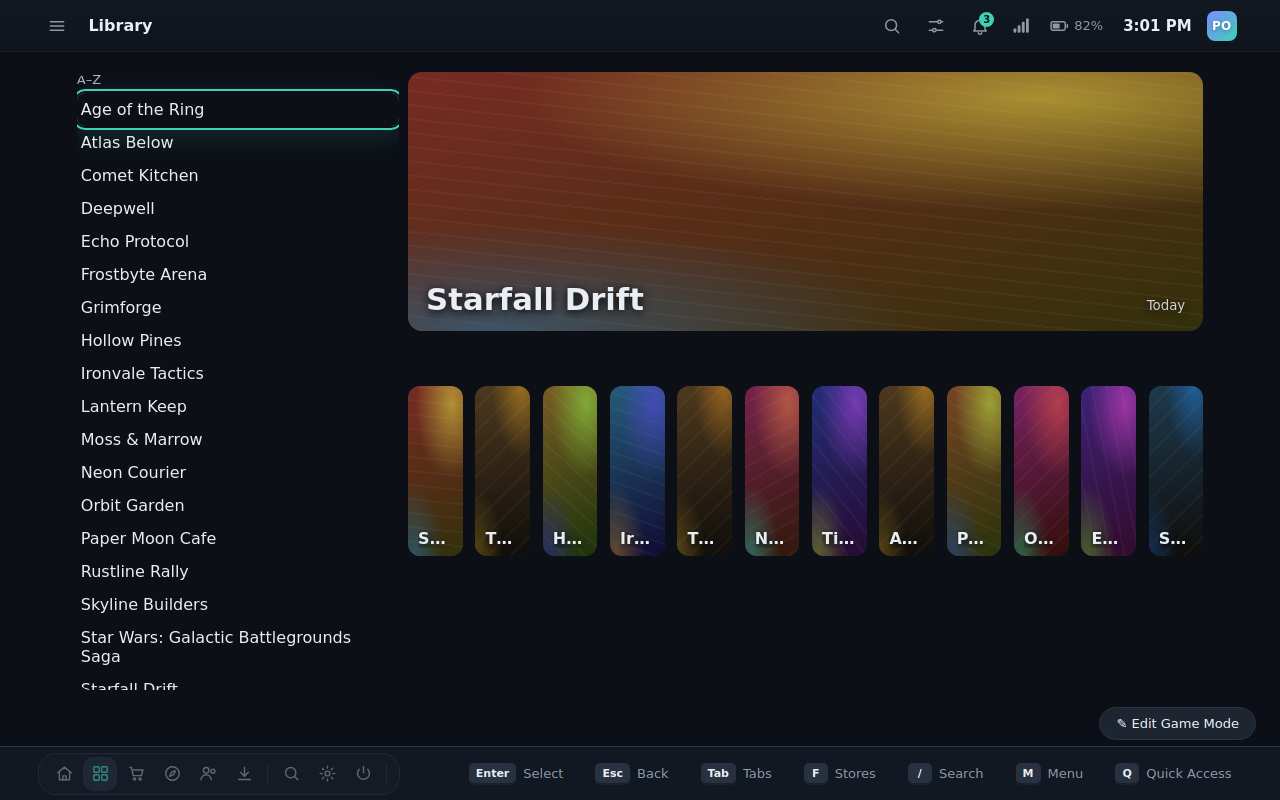 Library
3
82%
3:01 PM
PO
A–Z
Age of the Ring
Atlas Below
Comet Kitchen
Deepwell
Echo Protocol
Frostbyte Arena
Grimforge
Hollow Pines
Ironvale Tactics
Lantern Keep
Moss & Marrow
Neon Courier
Orbit Garden
Paper Moon Cafe
Rustline Rally
Skyline Builders
Star Wars: Galactic Battlegrounds
Saga
Starfall Drift
Starfall Drift
Today
S…
T…
H…
Ir…
T…
N…
Ti…
A…
P…
O…
E…
S…
✎ Edit Game Mode
Enter Select
Esc Back
Tab Tabs
F Stores
/ Search
M Menu
Q Quick Access